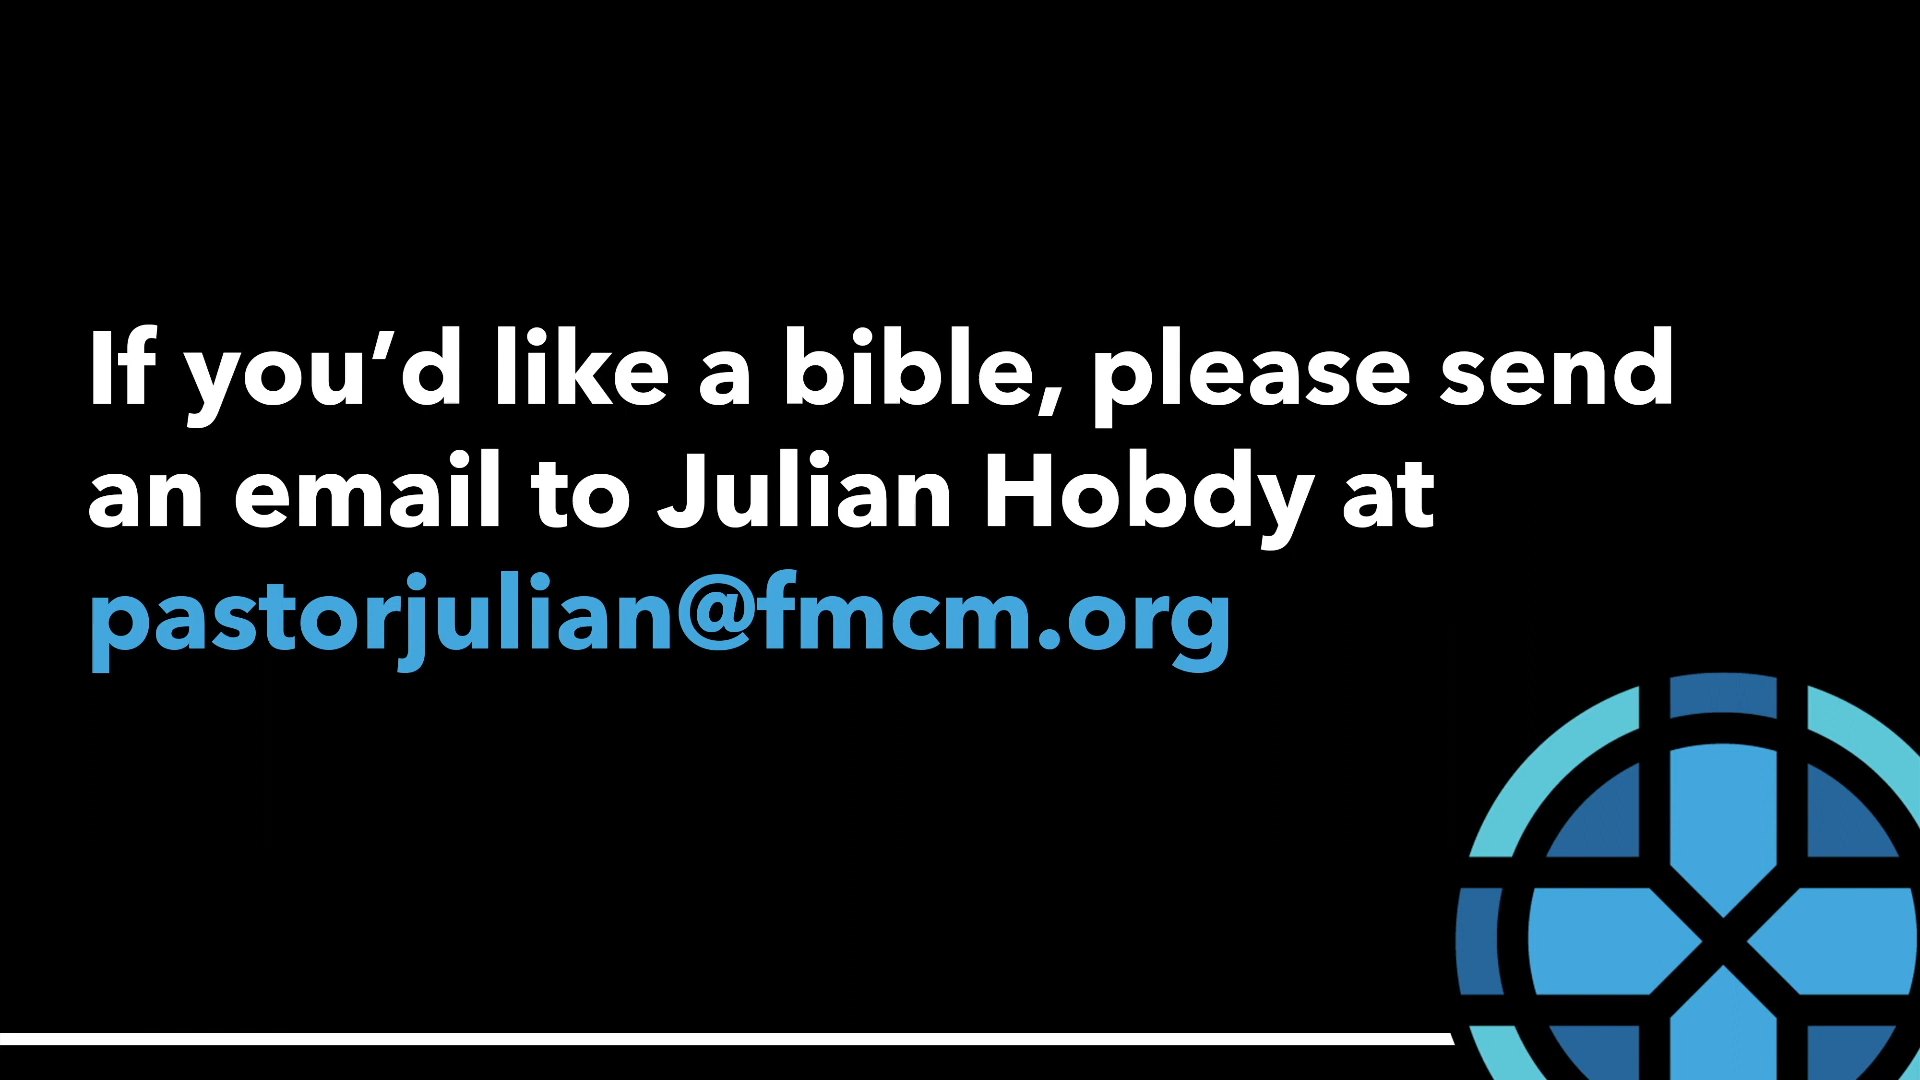 If you’d like a bible, please send
an email to Julian Hobdy at
pastorjulian@fmcm.org